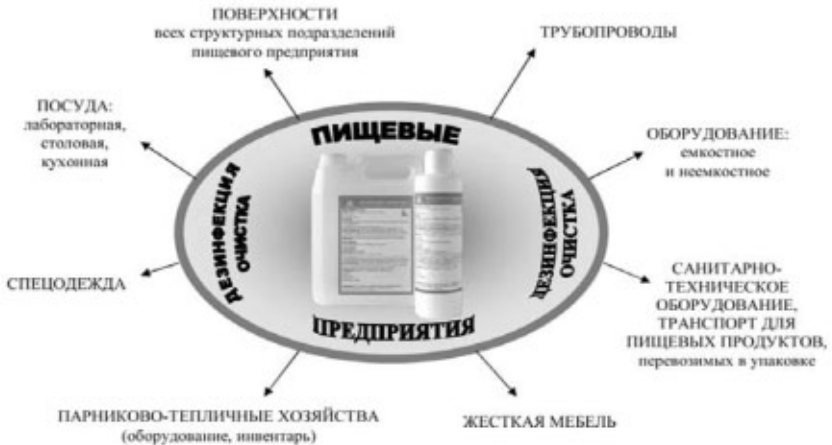 ПОВЕРХНОСТИ
всех структурных подразделений
пищевого предприятия
ТРУБОПРОВОДЫ
ПОСУДА:
лабораторная,
столовая,
кухонная
ОБОРУДОВАНИЕ:
емкостное
и неемкостное
ПИЩЕВЫЕ
ДЕЗИНФЕКЦИЯ
ОЧИСТКА
ДЕЗИНФЕКЦИЯ
ОЧИСТКА
ПРЕДПРИЯТИЯ
СПЕЦОДЕЖДА
САНИТАРНО-
ТЕХНИЧЕСКОЕ
ОБОРУДОВАНИЕ,
ТРАНСПОРТ ДЛЯ
ПИЩЕВЫХ ПРОДУКТОВ,
перевозимых в упаковке
ПАРНИКОВО-ТЕПЛИЧНЫЕ ХОЗЯЙСТВА
(оборудование, инвентарь)
ЖЕСТКАЯ МЕБЕЛЬ